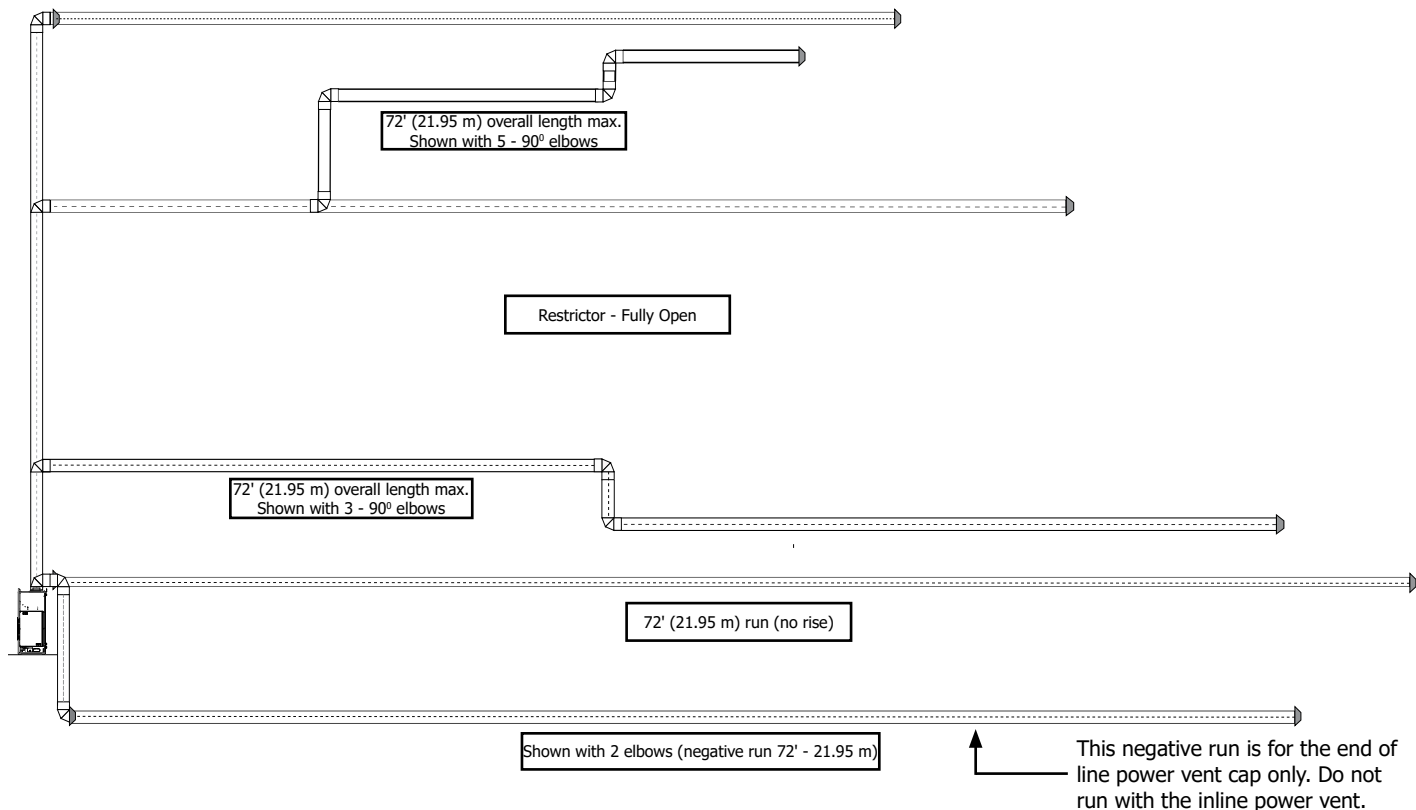 72' (21.95 m) overall length max.
Shown with 5 - 90⁰ elbows
Restrictor - Fully Open
72' (21.95 m) overall length max.
Shown with 3 - 90⁰ elbows
72' (21.95 m) run (no rise)
Shown with 2 elbows (negative run 72' - 21.95 m)
This negative run is for the end of
line power vent cap only. Do not
run with the inline power vent.